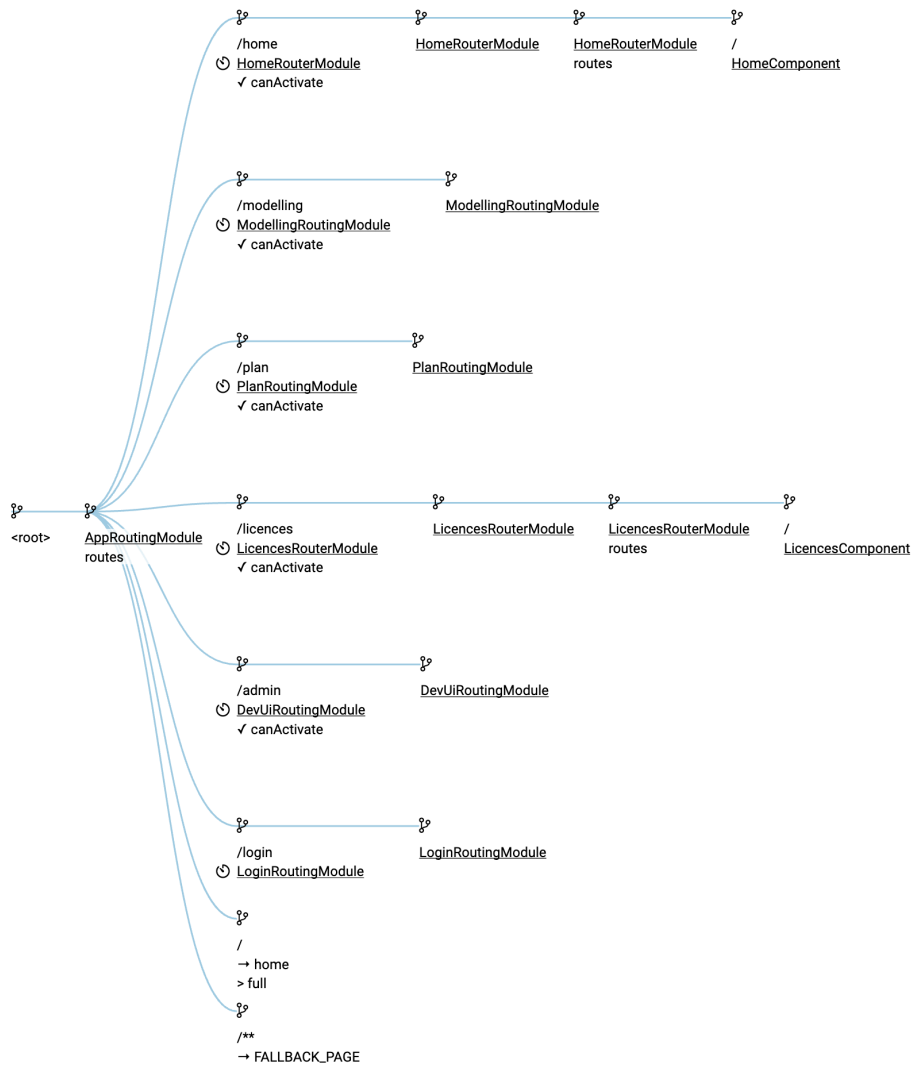 /home
HomeRouterModule
✓ canActivate
HomeRouterModule
HomeRouterModule
routes
/
HomeComponent
/modelling
ModellingRoutingModule
✓ canActivate
ModellingRoutingModule
/plan
PlanRoutingModule
✓ canActivate
PlanRoutingModule
<root>
AppRoutingModule
routes
/licences
LicencesRouterModule
✓ canActivate
LicencesRouterModule
LicencesRouterModule
routes
/
LicencesComponent
/admin
DevUiRoutingModule
✓ canActivate
DevUiRoutingModule
/login
LoginRoutingModule
LoginRoutingModule
/
→ home
> full
/**
→ FALLBACK_PAGE